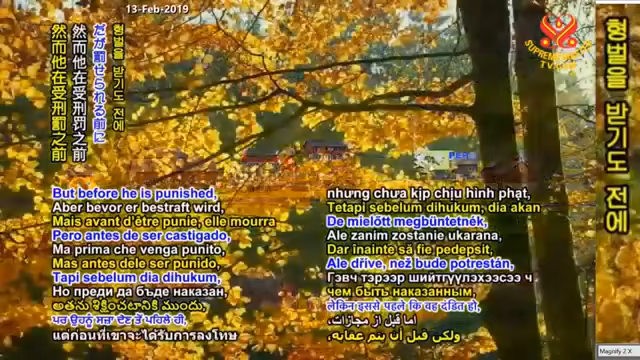 13-Feb-2019
SUPREME MASTER
TV
형벌을 받기도 전에
だが罰せられる前に
然而他在受刑罰之前
然而他在受刑罚之前
형벌을 받기도 전에
But before he is punished,
Aber bevor er bestraft wird,
Mais avant d'être punie, elle mourra
Pero antes de ser castigado,
Ma prima che venga punito,
Mas antes dele ser punido,
Tapi sebelum dia dihukum,
Но преди да бъде наказан,
అతను శిక్షించటానికి ముందు,
ਪਰ ਉਹਨੂੰ ਸਜ਼ਾ ਦੇਣ ਤੋਂ ਪਹਿਲੇ ਹੀ,
แต่ก่อนที่เขาจะได้รับการลงโทษ
nhưng chưa kịp chịu hình phạt,
Tetapi sebelum dihukum, dia akan
De mielőtt megbüntetnék,
Ale zanim zostanie ukarana,
Dar înainte să fie pedepsit,
Ale dříve, než bude potrestán,
Гэвч тэрээр шийтгүүлэхээсээ ч
чем быть наказанным,
लेकिन इससे पहले कि वह दंडित हो,
اما قبل از مجازات،
ولكن قبل أن يتم عقابه،
Magnify 2 X